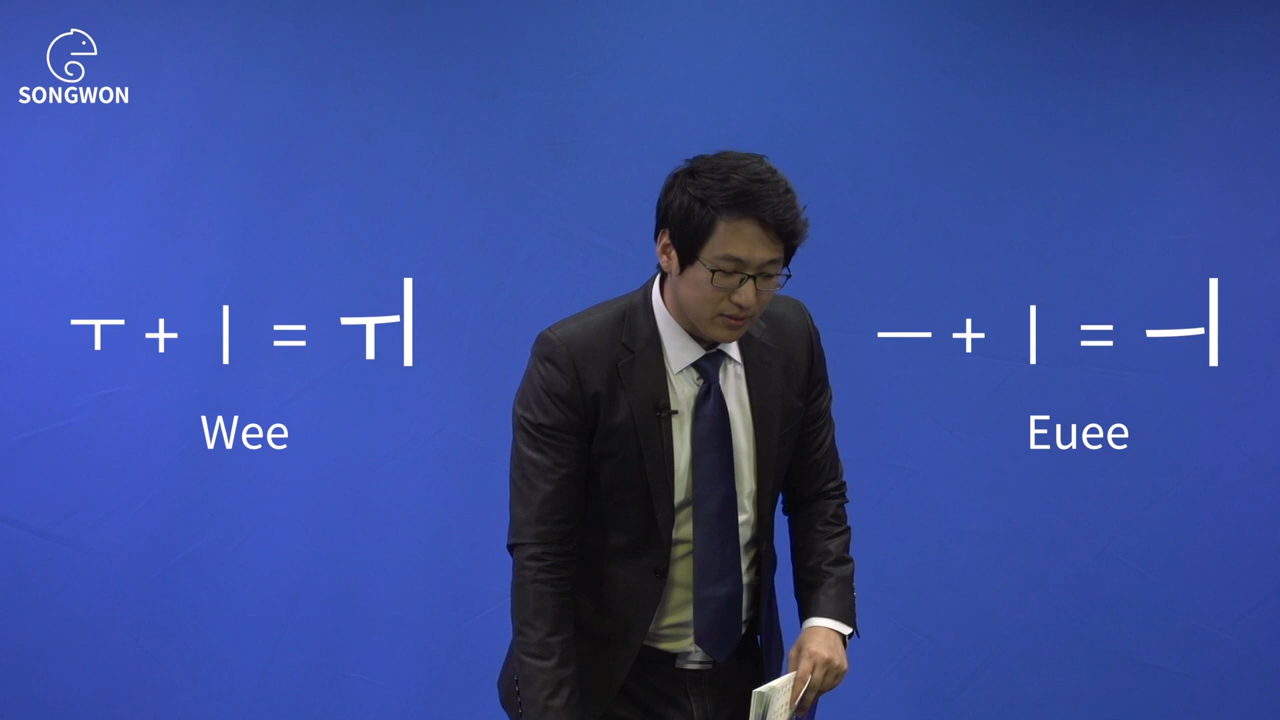 SONGWON
ㅜ + ㅣ = ㅟ
Wee
ㅡ + ㅣ = ㅢ
Euee